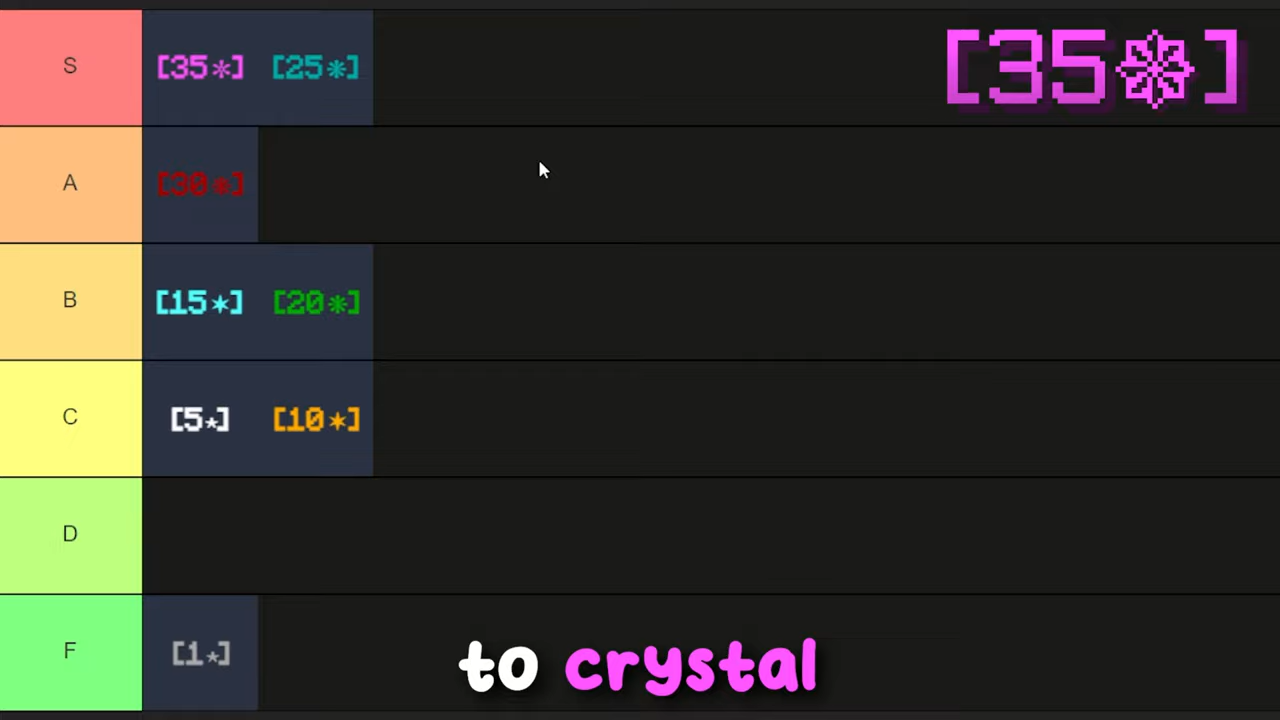 S [35❋] [25❋] [35❋]
A [30❋]
B [15✶] [20❋]
C [5⋆] [10✶]
D
F [1⋆]
to crystal